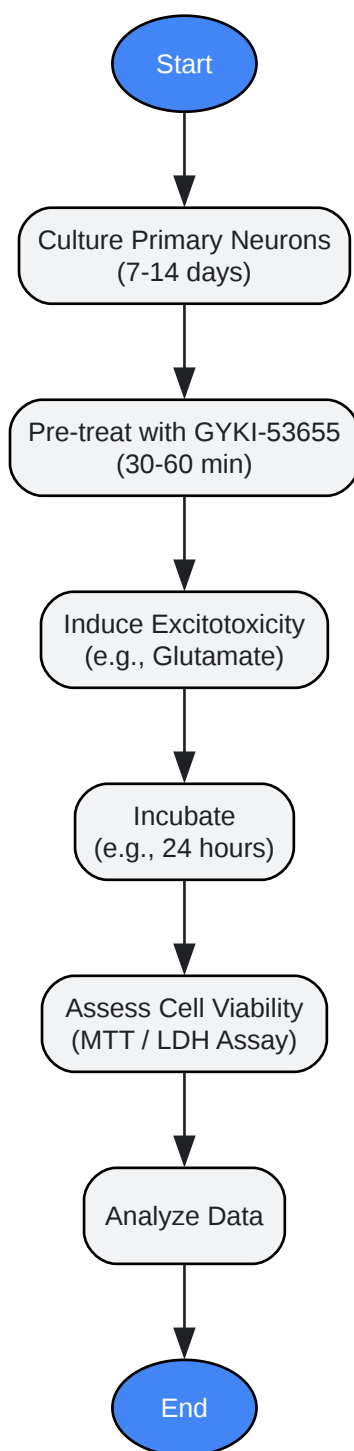 Start
Culture Primary Neurons
(7-14 days)
Pre-treat with GYKI-53655
(30-60 min)
Induce Excitotoxicity
(e.g., Glutamate)
Incubate
(e.g., 24 hours)
Assess Cell Viability
(MTT / LDH Assay)
Analyze Data
End